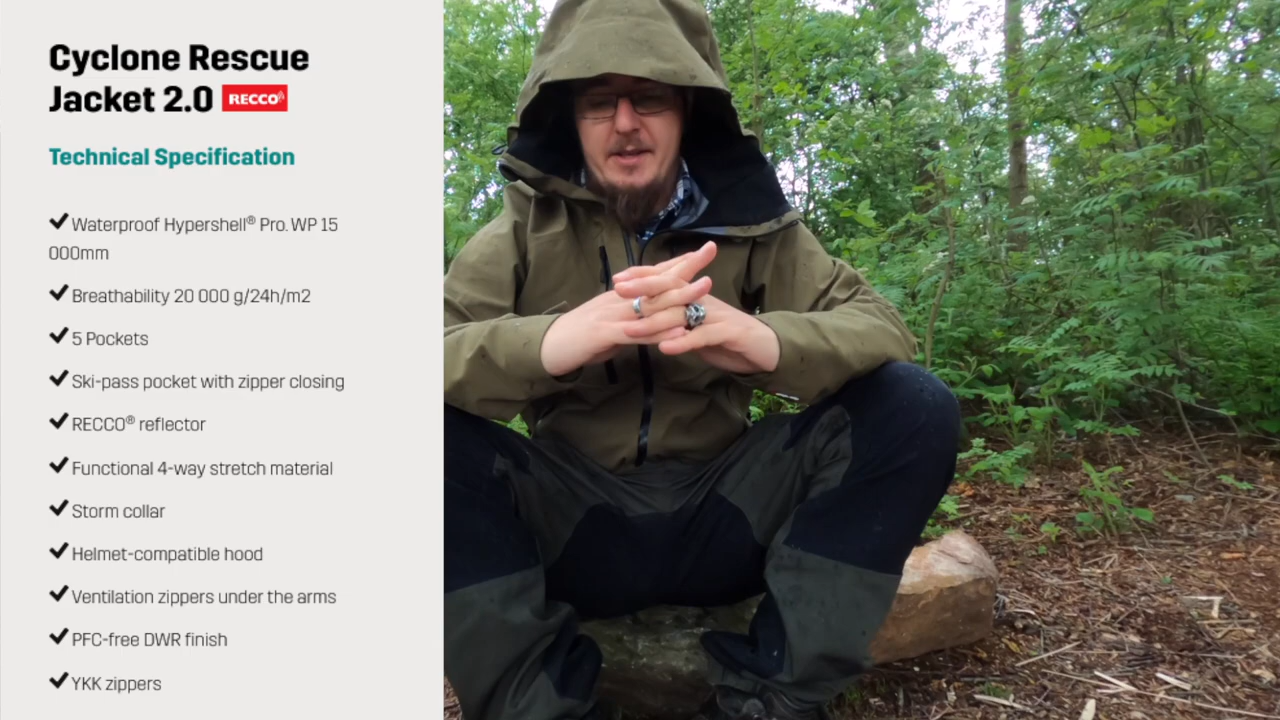 Cyclone Rescue
Jacket 2.0 RECCO
Technical Specification
✔ Waterproof Hypershell® Pro. WP 15
000mm
✔ Breathability 20 000 g/24h/m2
✔ 5 Pockets
✔ Ski-pass pocket with zipper closing
✔ RECCO® reflector
✔ Functional 4-way stretch material
✔ Storm collar
✔ Helmet-compatible hood
✔ Ventilation zippers under the arms
✔ PFC-free DWR finish
✔ YKK zippers